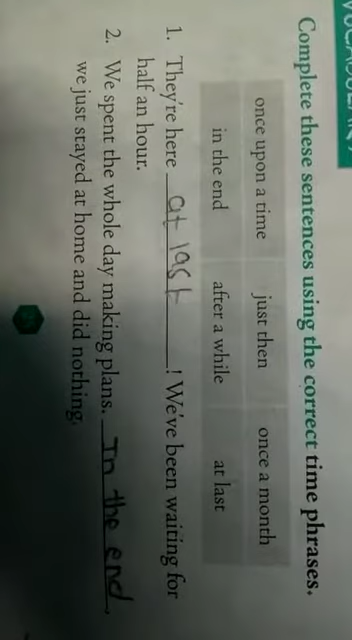 Complete these sentences using the correct time phrases.
once upon a time just then once a month
in the end after a while at last
1. They're here at last! We've been waiting for
half an hour.
2. We spent the whole day making plans. In the end,
we just stayed at home and did nothing.